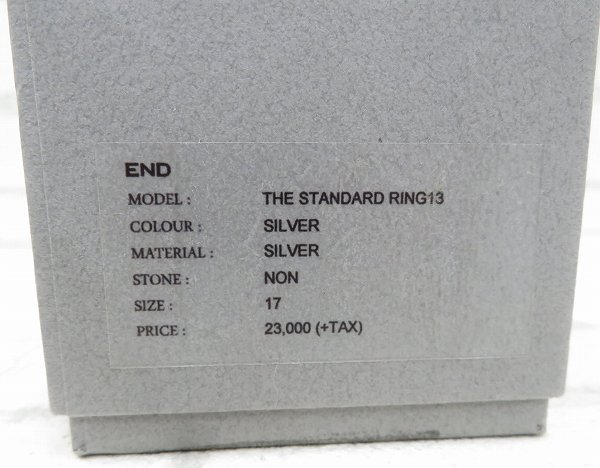 END
MODEL : THE STANDARD RING13
COLOUR : SILVER
MATERIAL : SILVER
STONE : NON
SIZE : 17
PRICE : 23,000 (+TAX)